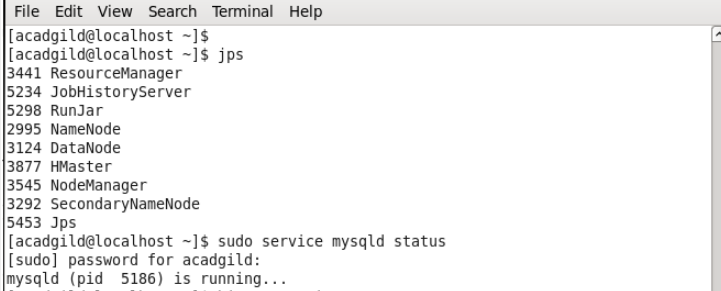 File Edit View Search Terminal Help
[acadgild@localhost ~]$
[acadgild@localhost ~]$ jps
3441 ResourceManager
5234 JobHistoryServer
5298 RunJar
2995 NameNode
3124 DataNode
3877 HMaster
3545 NodeManager
3292 SecondaryNameNode
5453 Jps
[acadgild@localhost ~]$ sudo service mysqld status
[sudo] password for acadgild:
mysqld (pid  5186) is running...